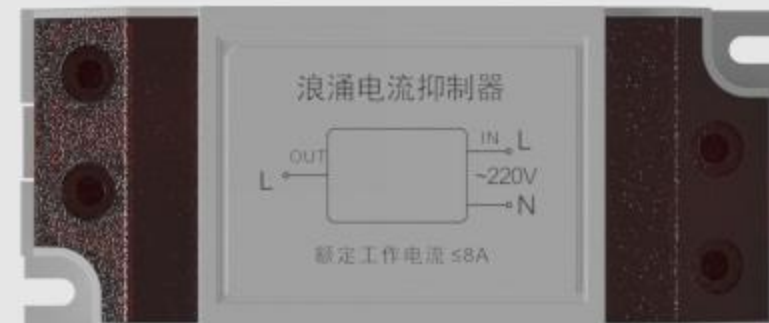 浪涌电流抑制器
OUT
L
IN L
~220V
N
额定工作电流 ≤8A